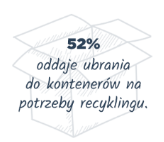 52%
oddaje ubrania
do kontenerów na
potrzeby recyklingu.